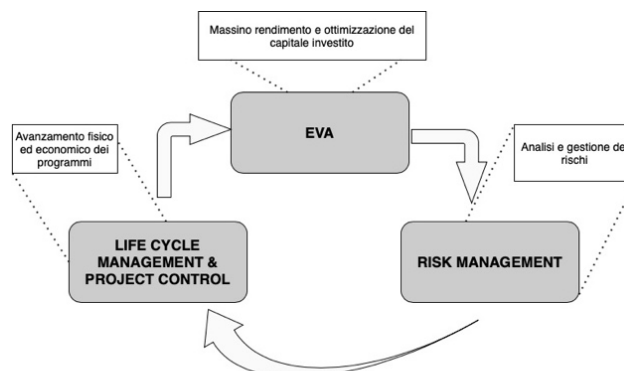 Massino rendimento e ottimizzazione del
capitale investito
EVA
Avanzamento fisico
ed economico dei
programmi
Analisi e gestione de
rischi
LIFE CYCLE
MANAGEMENT &
PROJECT CONTROL
RISK MANAGEMENT